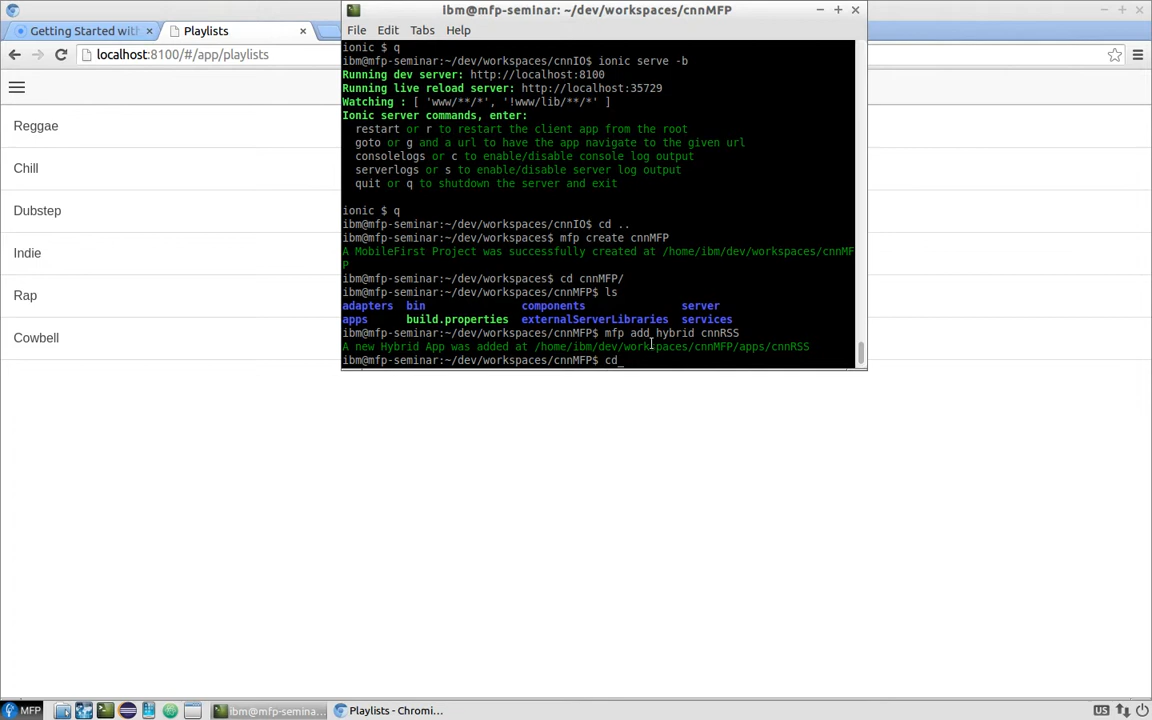 ibm@mfp-seminar: ~/dev/workspaces/cnnMFP
Getting Started with
Playlists
localhost:8100/#/app/playlists
File Edit Tabs Help
Reggae
Chill
Dubstep
Indie
Rap
Cowbell
ionic $ q
ibm@mfp-seminar:~/dev/workspaces/cnnIO$ ionic serve -b
Running dev server: http://localhost:8100
Running live reload server: http://localhost:35729
Watching : [ 'www/**/*', '!www/lib/**/*' ]
Ionic server commands, enter:
restart or r to restart the client app from the root
goto or g and a url to have the app navigate to the given url
consolelogs or c to enable/disable console log output
serverlogs or s to enable/disable server log output
quit or q to shutdown the server and exit
ionic $ q
ibm@mfp-seminar:~/dev/workspaces/cnnIO$ cd ..
ibm@mfp-seminar:~/dev/workspaces$ mfp create cnnMFP
A MobileFirst Project was successfully created at /home/ibm/dev/workspaces/cnnMF
P
ibm@mfp-seminar:~/dev/workspaces$ cd cnnMFP/
ibm@mfp-seminar:~/dev/workspaces/cnnMFP$ ls
adapters bin components server
apps build.properties externalServerLibraries services
ibm@mfp-seminar:~/dev/workspaces/cnnMFP$ mfp add hybrid cnnRSS
A new Hybrid App was added at /home/ibm/dev/workspaces/cnnMFP/apps/cnnRSS
ibm@mfp-seminar:~/dev/workspaces/cnnMFP$ cd_
MFP
ibm@mfp-semina...
Playlists - Chromi...
US